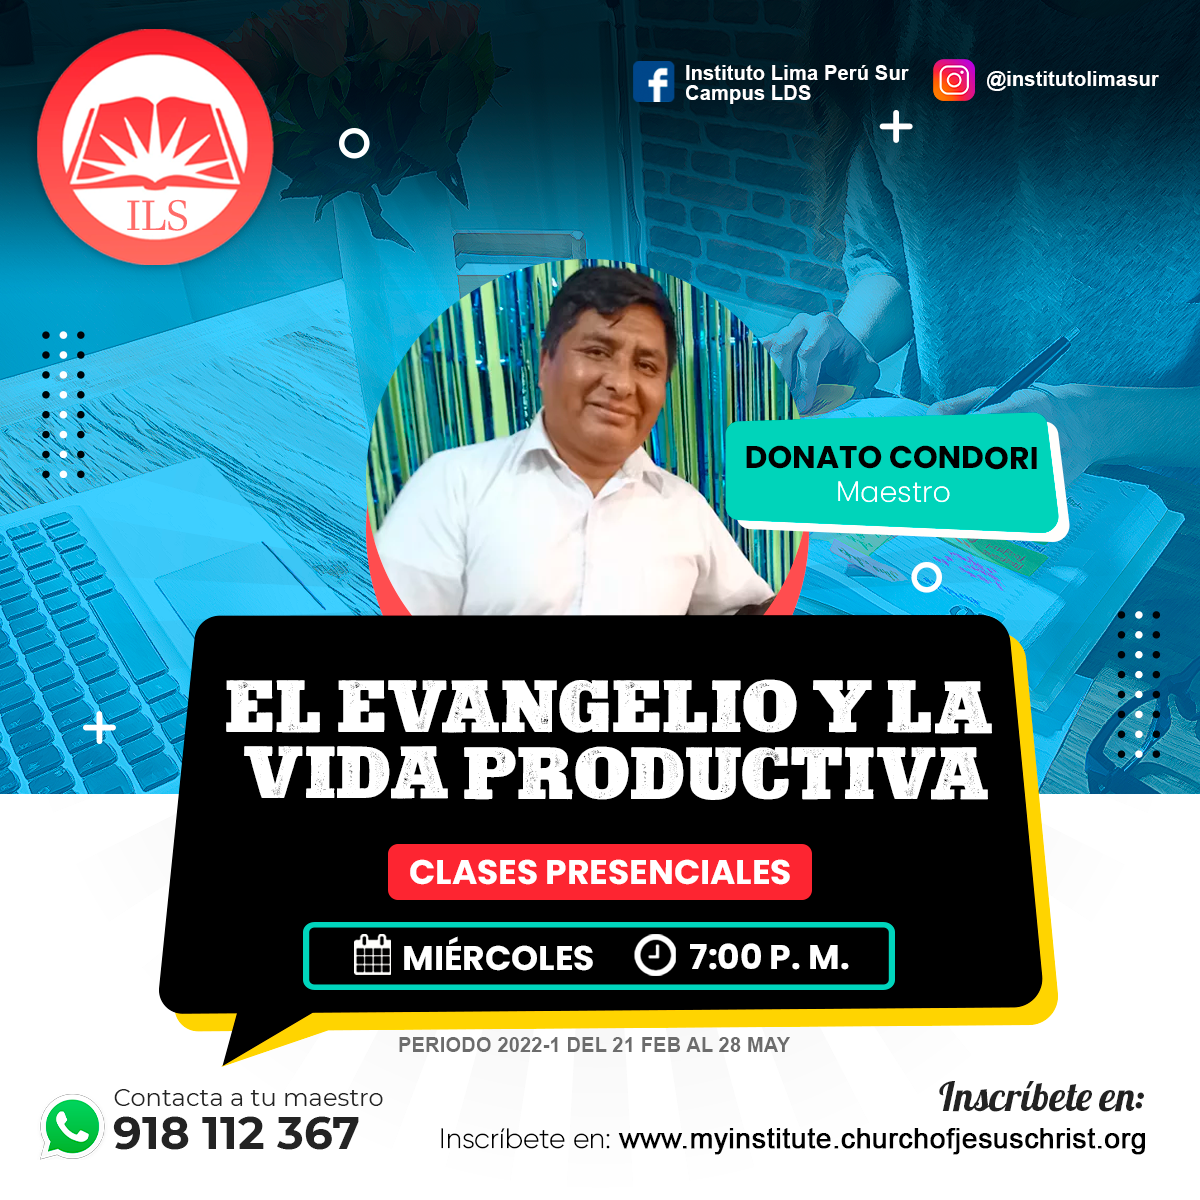 ILS
Instituto Lima Perú Sur
Campus LDS
@institutolimasur
DONATO CONDORI
Maestro
EL EVANGELIO Y LA
VIDA PRODUCTIVA
CLASES PRESENCIALES
MIÉRCOLES 7:00 P. M.
PERIODO 2022-1 DEL 21 FEB AL 28 MAY
Contacta a tu maestro
918 112 367
Inscríbete en:
Inscríbete en: www.myinstitute.churchofjesuschrist.org